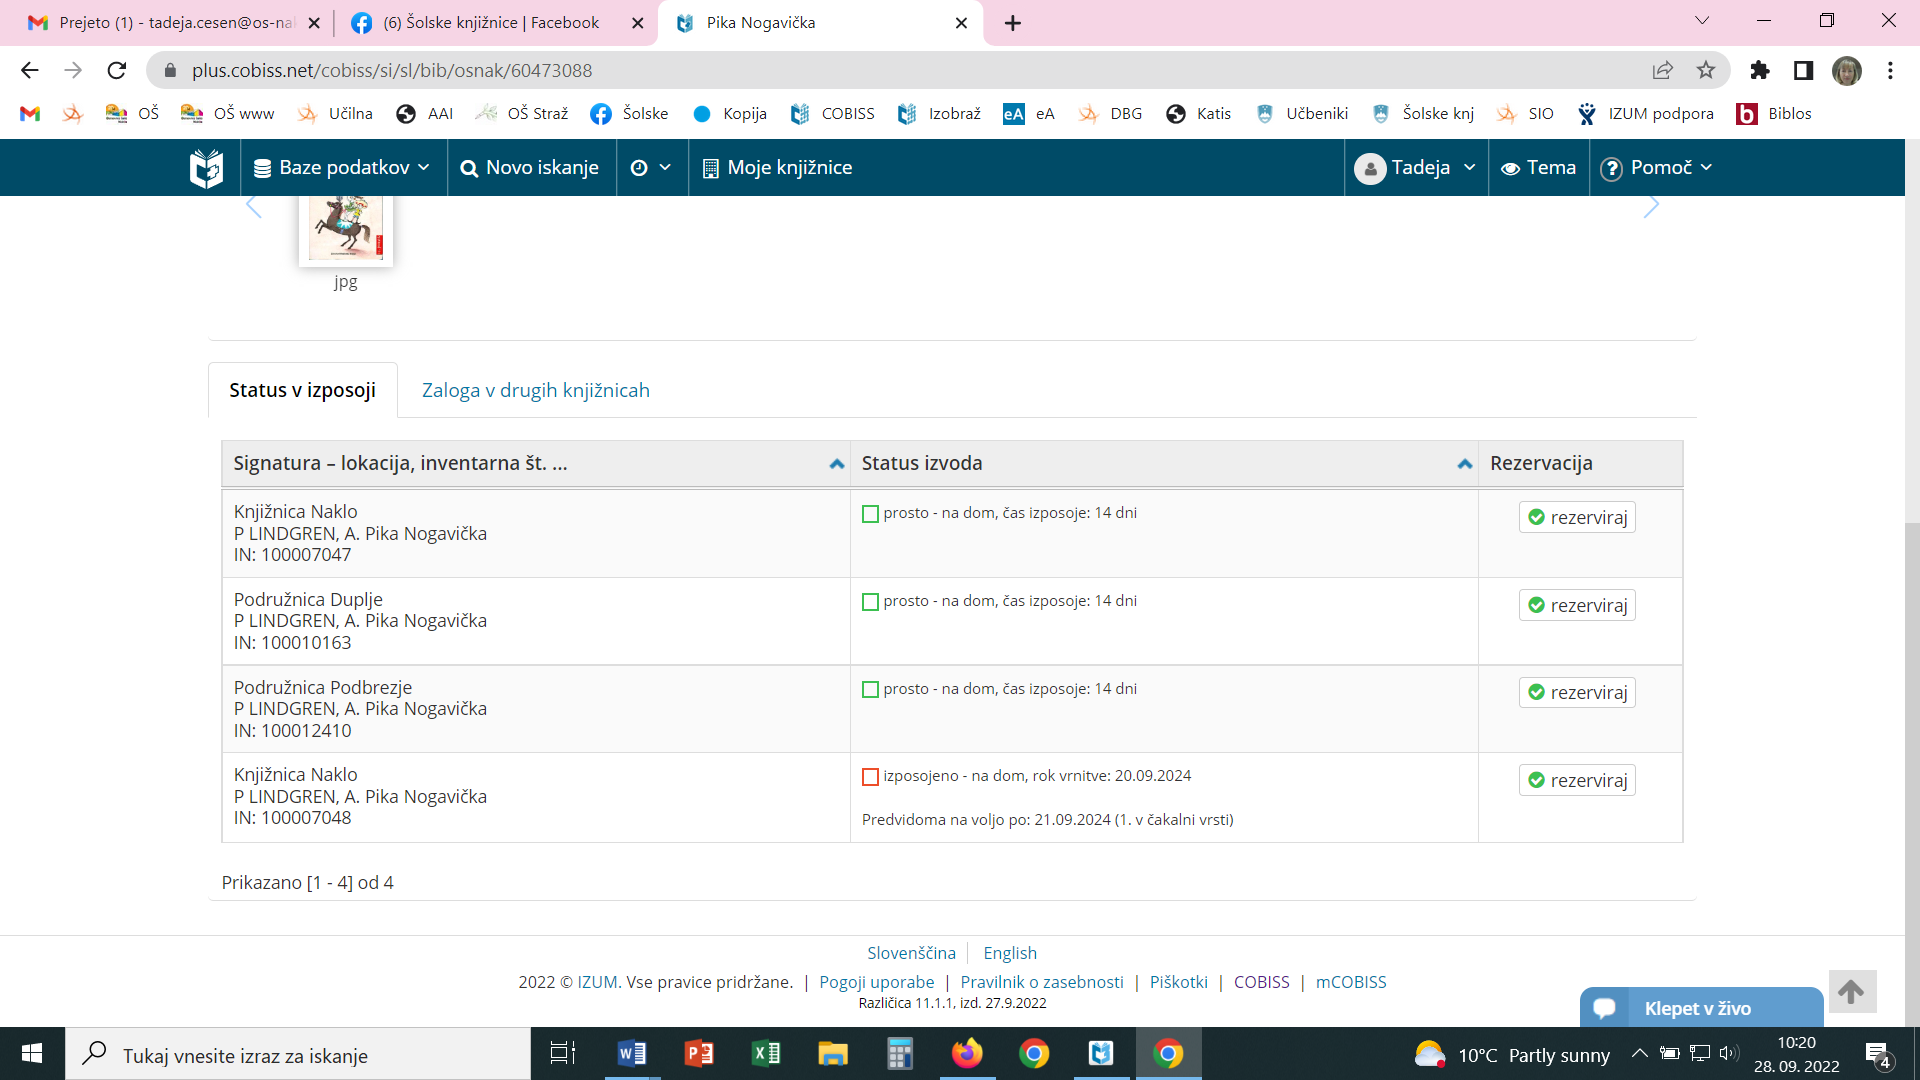 Prejeto (1) - tadeja.cesen@os-nak
(6) Šolske knjižnice | Facebook
Pika Nogavička
plus.cobiss.net/cobiss/si/sl/bib/osnak/60473088
OŠ
OŠ www
Učilna
AAI
OŠ Straž
Šolske
Kopija
COBISS
Izobraž
eA eA
DBG
Katis
Učbeniki
Šolske knj
SIO
IZUM podpora
b Biblos
Baze podatkov
Novo iskanje
Moje knjižnice
Tadeja
Tema
? Pomoč
jpg
Status v izposoji
Zaloga v drugih knjižnicah
Signatura – lokacija, inventarna št. ...
Status izvoda
Rezervacija
Knjižnica Naklo
P LINDGREN, A. Pika Nogavička
IN: 100007047
prosto - na dom, čas izposoje: 14 dni
rezerviraj
Podružnica Duplje
P LINDGREN, A. Pika Nogavička
IN: 100010163
prosto - na dom, čas izposoje: 14 dni
rezerviraj
Podružnica Podbrezje
P LINDGREN, A. Pika Nogavička
IN: 100012410
prosto - na dom, čas izposoje: 14 dni
rezerviraj
Knjižnica Naklo
P LINDGREN, A. Pika Nogavička
IN: 100007048
izposojeno - na dom, rok vrnitve: 20.09.2024
Predvidoma na voljo po: 21.09.2024 (1. v čakalni vrsti)
rezerviraj
Prikazano [1 - 4] od 4
Slovenščina | English
2022 © IZUM. Vse pravice pridržane. | Pogoji uporabe | Pravilnik o zasebnosti | Piškotki | COBISS | mCOBISS
Različica 11.1.1, izd. 27.9.2022
Klepet v živo
Tukaj vnesite izraz za iskanje
10°C Partly sunny
10:20
28. 09. 2022
4